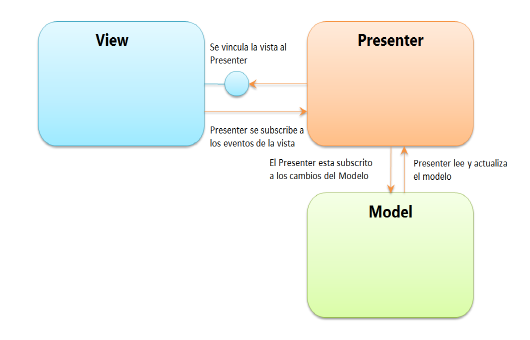 View
Se vincula la vista al
Presenter
Presenter
Presenter se subscribe a
los eventos de la vista
El Presenter esta subscrito
a los cambios del Modelo
Presenter lee y actualiza
el modelo
Model